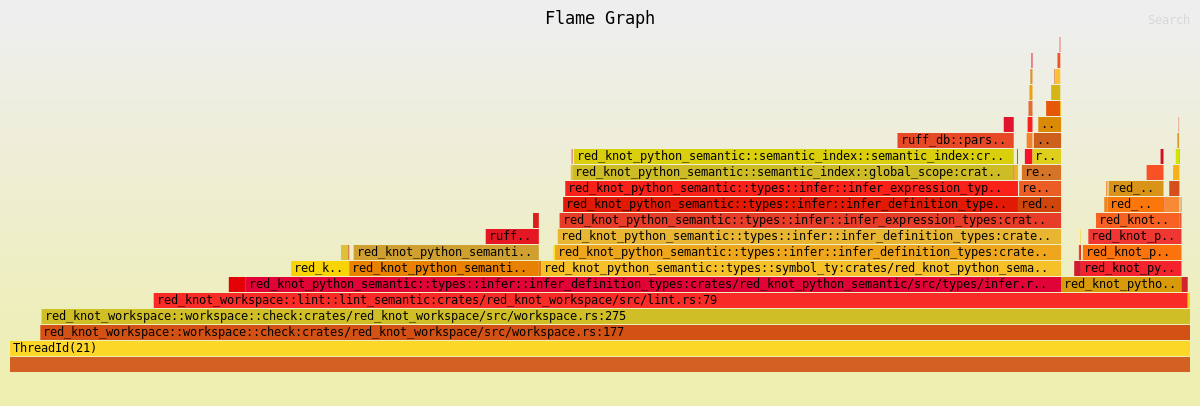 Flame Graph
Search
..
ruff_db::pars.. ..
red_knot_python_semantic::semantic_index::semantic_index:cr.. r..
red_knot_python_semantic::semantic_index::global_scope:crat.. re..
red_knot_python_semantic::types::infer::infer_expression_typ.. re.. red_..
red_knot_python_semantic::types::infer::infer_definition_type.. red.. red_..
red_knot_python_semantic::types::infer::infer_expression_types:crat.. red_knot..
ruff.. red_knot_python_semantic::types::infer::infer_definition_types:crate.. red_knot_p..
red_knot_python_semanti.. red_knot_python_semantic::types::infer::infer_definition_types:crate.. red_knot_p..
red_k.. red_knot_python_semanti.. red_knot_python_semantic::types::symbol_ty:crates/red_knot_python_sema.. red_knot_py..
red_knot_python_semantic::types::infer::infer_definition_types:crates/red_knot_python_semantic/src/types/infer.r.. red_knot_pytho..
red_knot_workspace::lint::lint_semantic:crates/red_knot_workspace/src/lint.rs:79
red_knot_workspace::workspace::check:crates/red_knot_workspace/src/workspace.rs:275
red_knot_workspace::workspace::check:crates/red_knot_workspace/src/workspace.rs:177
ThreadId(21)